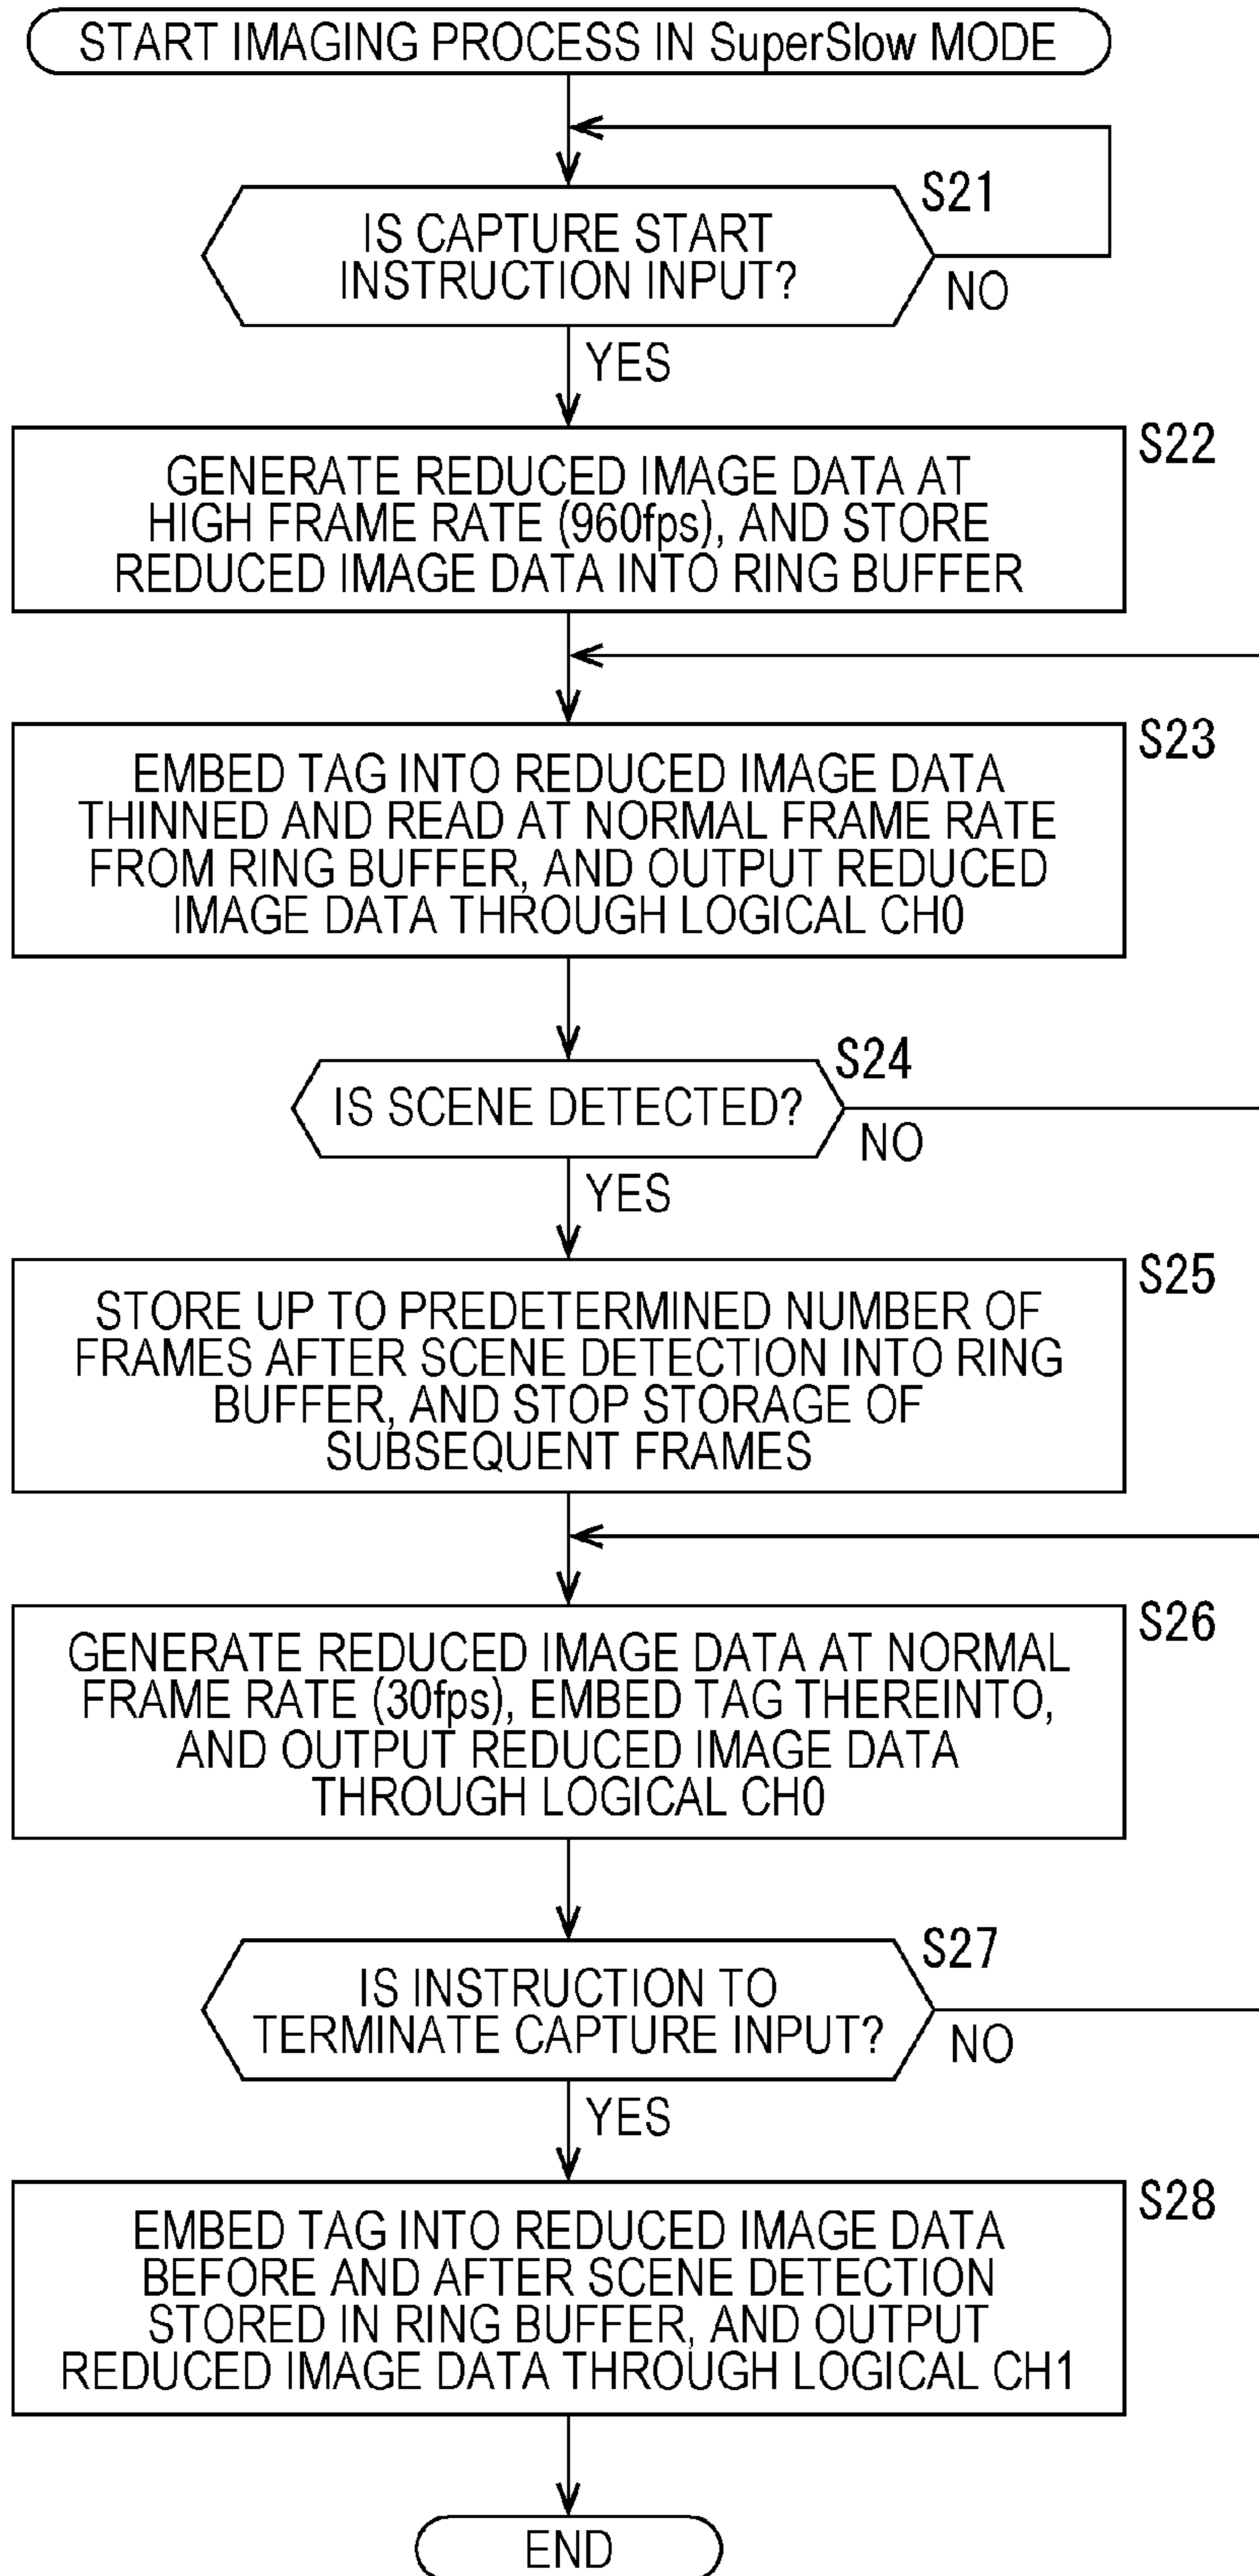 START IMAGING PROCESS IN SuperSlow MODE
S21
IS CAPTURE START
INSTRUCTION INPUT?
NO
YES
S22
GENERATE REDUCED IMAGE DATA AT
HIGH FRAME RATE (960fps), AND STORE
REDUCED IMAGE DATA INTO RING BUFFER
S23
EMBED TAG INTO REDUCED IMAGE DATA
THINNED AND READ AT NORMAL FRAME RATE
FROM RING BUFFER, AND OUTPUT REDUCED
IMAGE DATA THROUGH LOGICAL CH0
S24
IS SCENE DETECTED?
NO
YES
S25
STORE UP TO PREDETERMINED NUMBER OF
FRAMES AFTER SCENE DETECTION INTO RING
BUFFER, AND STOP STORAGE OF
SUBSEQUENT FRAMES
S26
GENERATE REDUCED IMAGE DATA AT NORMAL
FRAME RATE (30fps), EMBED TAG THEREINTO,
AND OUTPUT REDUCED IMAGE DATA
THROUGH LOGICAL CH0
S27
IS INSTRUCTION TO
TERMINATE CAPTURE INPUT?
NO
YES
S28
EMBED TAG INTO REDUCED IMAGE DATA
BEFORE AND AFTER SCENE DETECTION
STORED IN RING BUFFER, AND OUTPUT
REDUCED IMAGE DATA THROUGH LOGICAL CH1
END